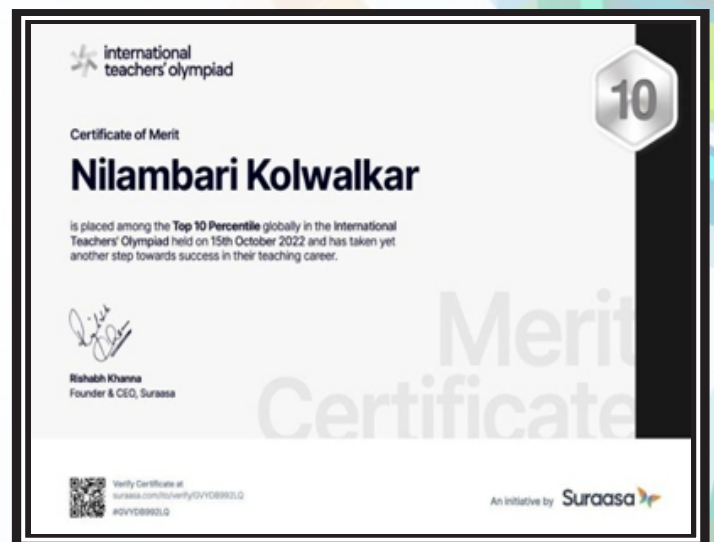 international
teachers' olympiad
10
Certificate of Merit
Nilambari Kolwalkar
is placed among the Top 10 Percentile globally in the International
Teachers' Olympiad held on 15th October 2022 and has taken yet
another step towards success in their teaching career.
Rishabh Khanna
Founder & CEO, Suraasa
Merit
Certificate
Verify Certificate at
An initiative by Suraasa